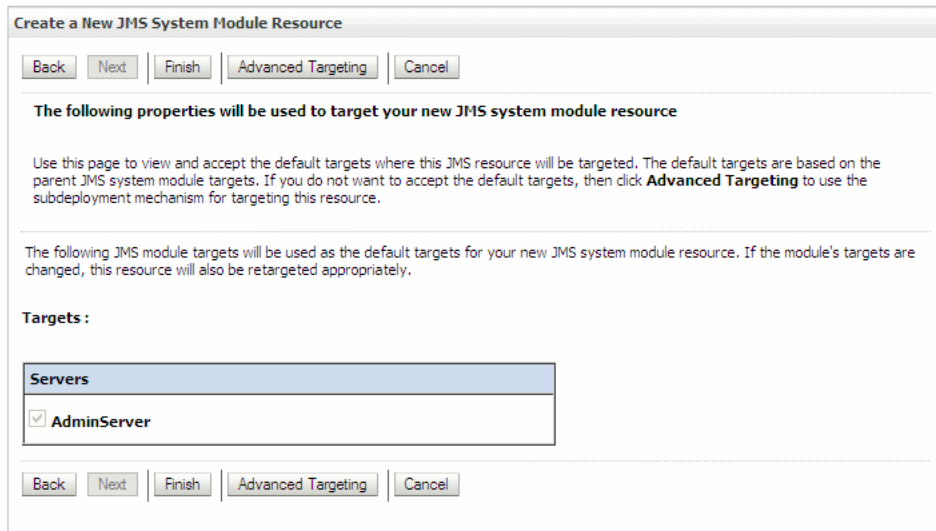 Create a New JMS System Module Resource
Back Next Finish Advanced Targeting Cancel
The following properties will be used to target your new JMS system module resource
Use this page to view and accept the default targets where this JMS resource will be targeted. The default targets are based on the
parent JMS system module targets. If you do not want to accept the default targets, then click Advanced Targeting to use the
subdeployment mechanism for targeting this resource.
The following JMS module targets will be used as the default targets for your new JMS system module resource. If the module's targets are
changed, this resource will also be retargeted appropriately.
Targets :
Servers
AdminServer
Back Next Finish Advanced Targeting Cancel